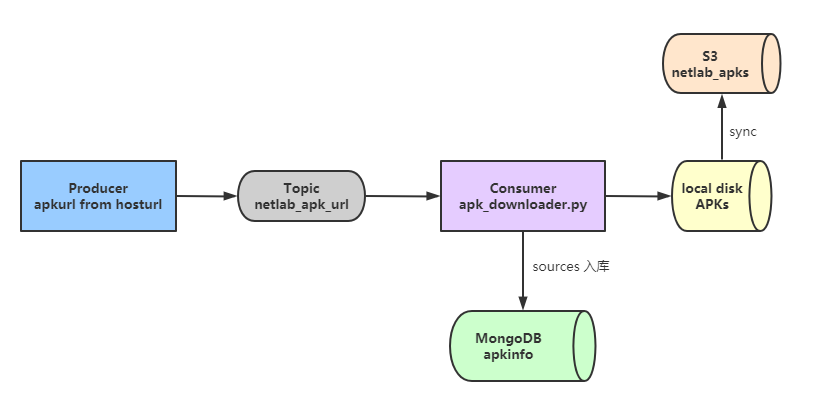 S3
netlab_apks
sync
Producer
apkurl from hosturl
Topic
netlab_apk_url
Consumer
apk_downloader.py
local disk
APKs
sources 入库
MongoDB
apkinfo